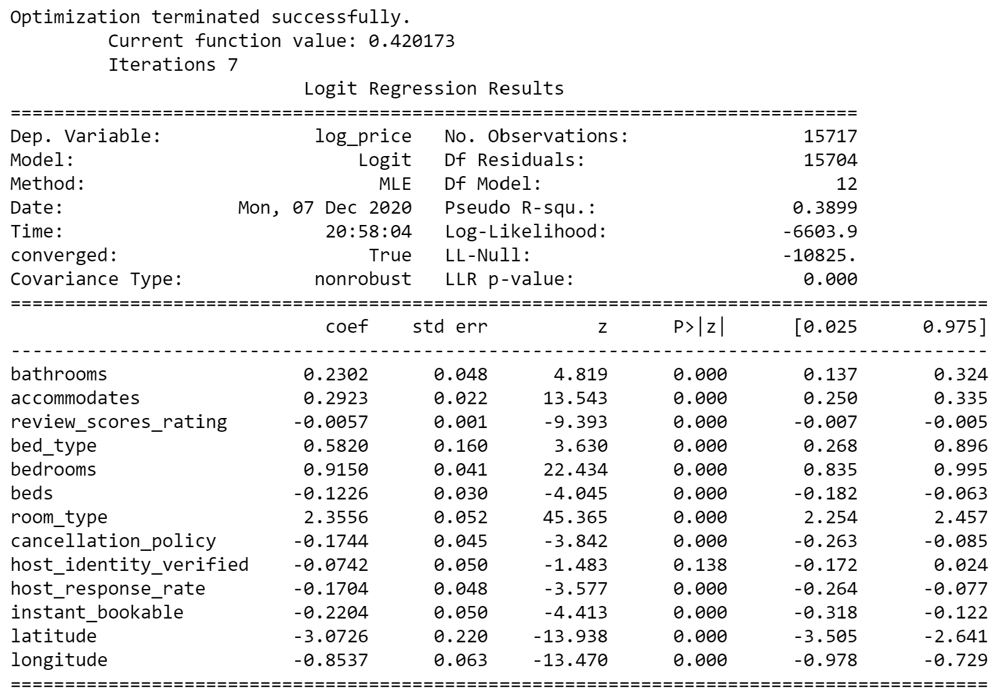 Optimization terminated successfully.
         Current function value: 0.420173
         Iterations 7
                           Logit Regression Results
==============================================================================
Dep. Variable:              log_price   No. Observations:                15717
Model:                          Logit   Df Residuals:                    15704
Method:                           MLE   Df Model:                           12
Date:                Mon, 07 Dec 2020   Pseudo R-squ.:                  0.3899
Time:                        20:58:04   Log-Likelihood:                -6603.9
converged:                       True   LL-Null:                       -10825.
Covariance Type:            nonrobust   LLR p-value:                     0.000
==========================================================================================
                             coef    std err          z      P>|z|      [0.025      0.975]
------------------------------------------------------------------------------------------
bathrooms                  0.2302      0.048      4.819      0.000       0.137       0.324
accommodates               0.2923      0.022     13.543      0.000       0.250       0.335
review_scores_rating      -0.0057      0.001     -9.393      0.000      -0.007      -0.005
bed_type                   0.5820      0.160      3.630      0.000       0.268       0.896
bedrooms                   0.9150      0.041     22.434      0.000       0.835       0.995
beds                      -0.1226      0.030     -4.045      0.000      -0.182      -0.063
room_type                  2.3556      0.052     45.365      0.000       2.254       2.457
cancellation_policy       -0.1744      0.045     -3.842      0.000      -0.263      -0.085
host_identity_verified    -0.0742      0.050     -1.483      0.138      -0.172       0.024
host_response_rate        -0.1704      0.048     -3.577      0.000      -0.264      -0.077
instant_bookable          -0.2204      0.050     -4.413      0.000      -0.318      -0.122
latitude                  -3.0726      0.220    -13.938      0.000      -3.505      -2.641
longitude                 -0.8537      0.063    -13.470      0.000      -0.978      -0.729
==========================================================================================